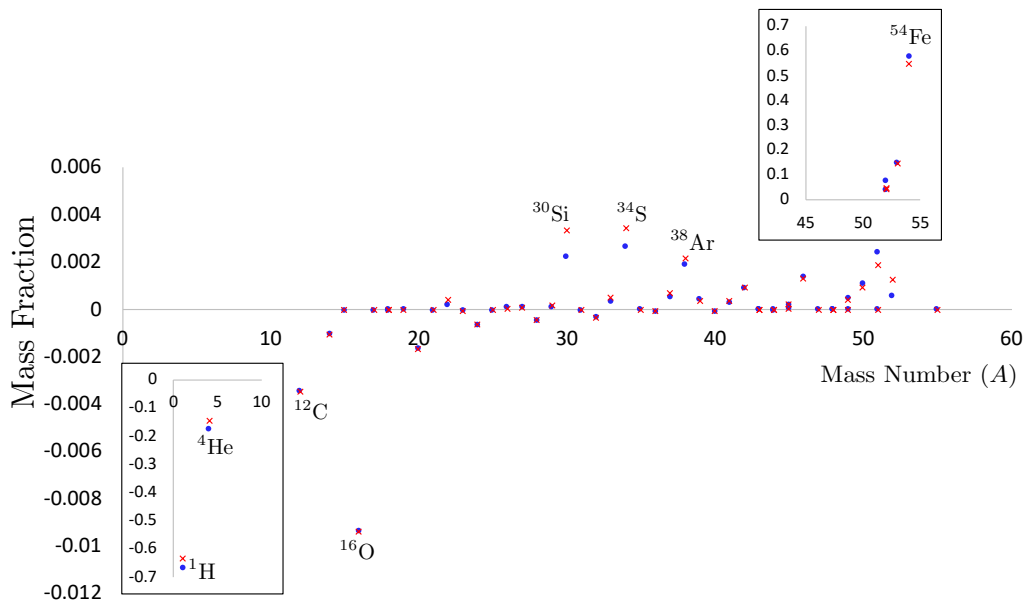 0.7
0.6
0.5
0.4
0.3
0.2
0.1
0
45 50 55
⁵⁴Fe
0.006
0.004
0.002
0
-0.002
-0.004
-0.006
-0.008
-0.01
-0.012
Mass Fraction
³⁰Si
³⁴S
³⁸Ar
0 10 20 30 40 50 60
Mass Number (A)
¹²C
¹⁶O
0
-0.1
-0.2
-0.3
-0.4
-0.5
-0.6
-0.7
0 5 10
⁴He
¹H